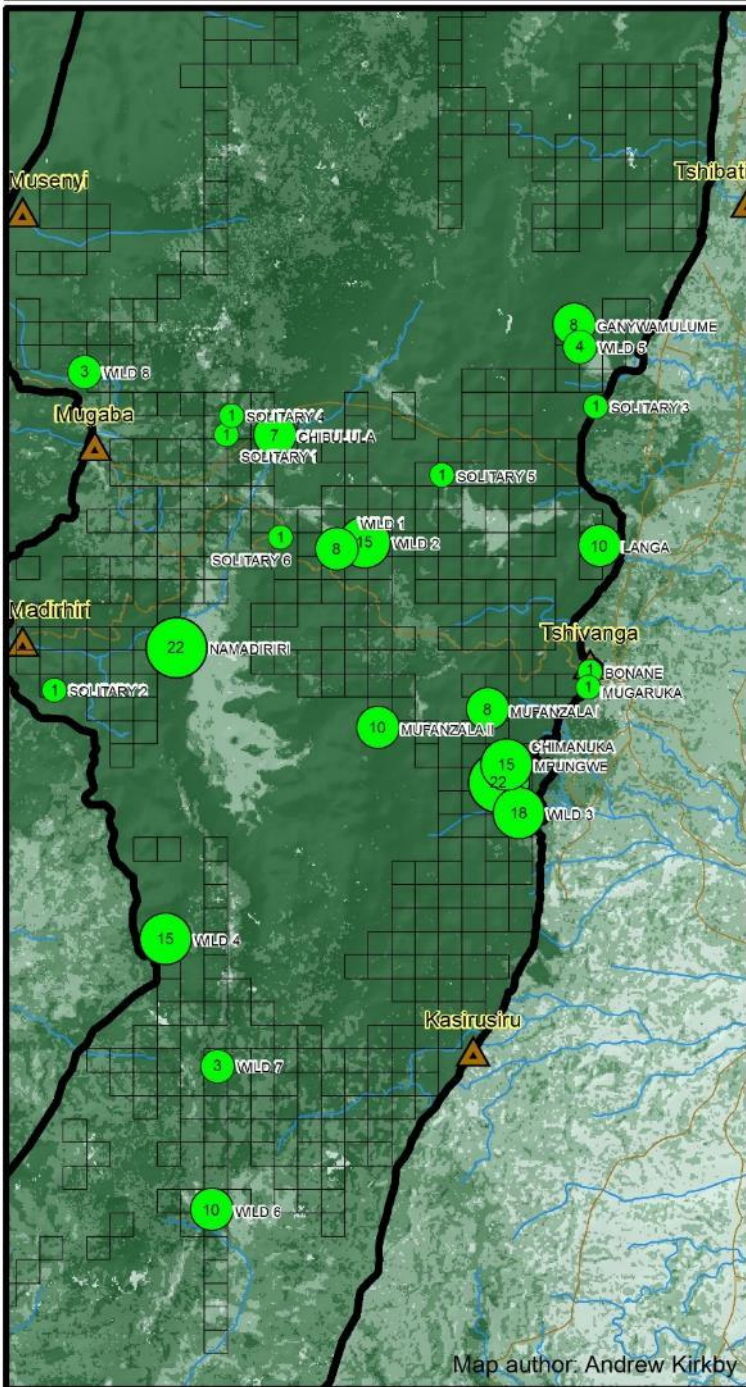 Musenyi
Tshibati
8
GANYWAMULUME
4
WILD 5
3
WILD 8
1
SOLITARY 3
1
SOLITARY 4
Mugaba
1
7
CHIBULULA
SOLITARY 1
1
SOLITARY 5
WILD 1
1
15
WILD 2
8
10
LANGA
SOLITARY 6
Madirhiri
Tshivanga
22
NAMADIRIRI
1
BONANE
1
SOLITARY 2
1
MUGARUKA
8
MUFANZALA I
10
MUFANZALA II
CHIMANUKA
15
MPUNGWE
22
18
WILD 3
15
WILD 4
Kasirusiru
3
WILD 7
10
WILD 6
Map author: Andrew Kirkby